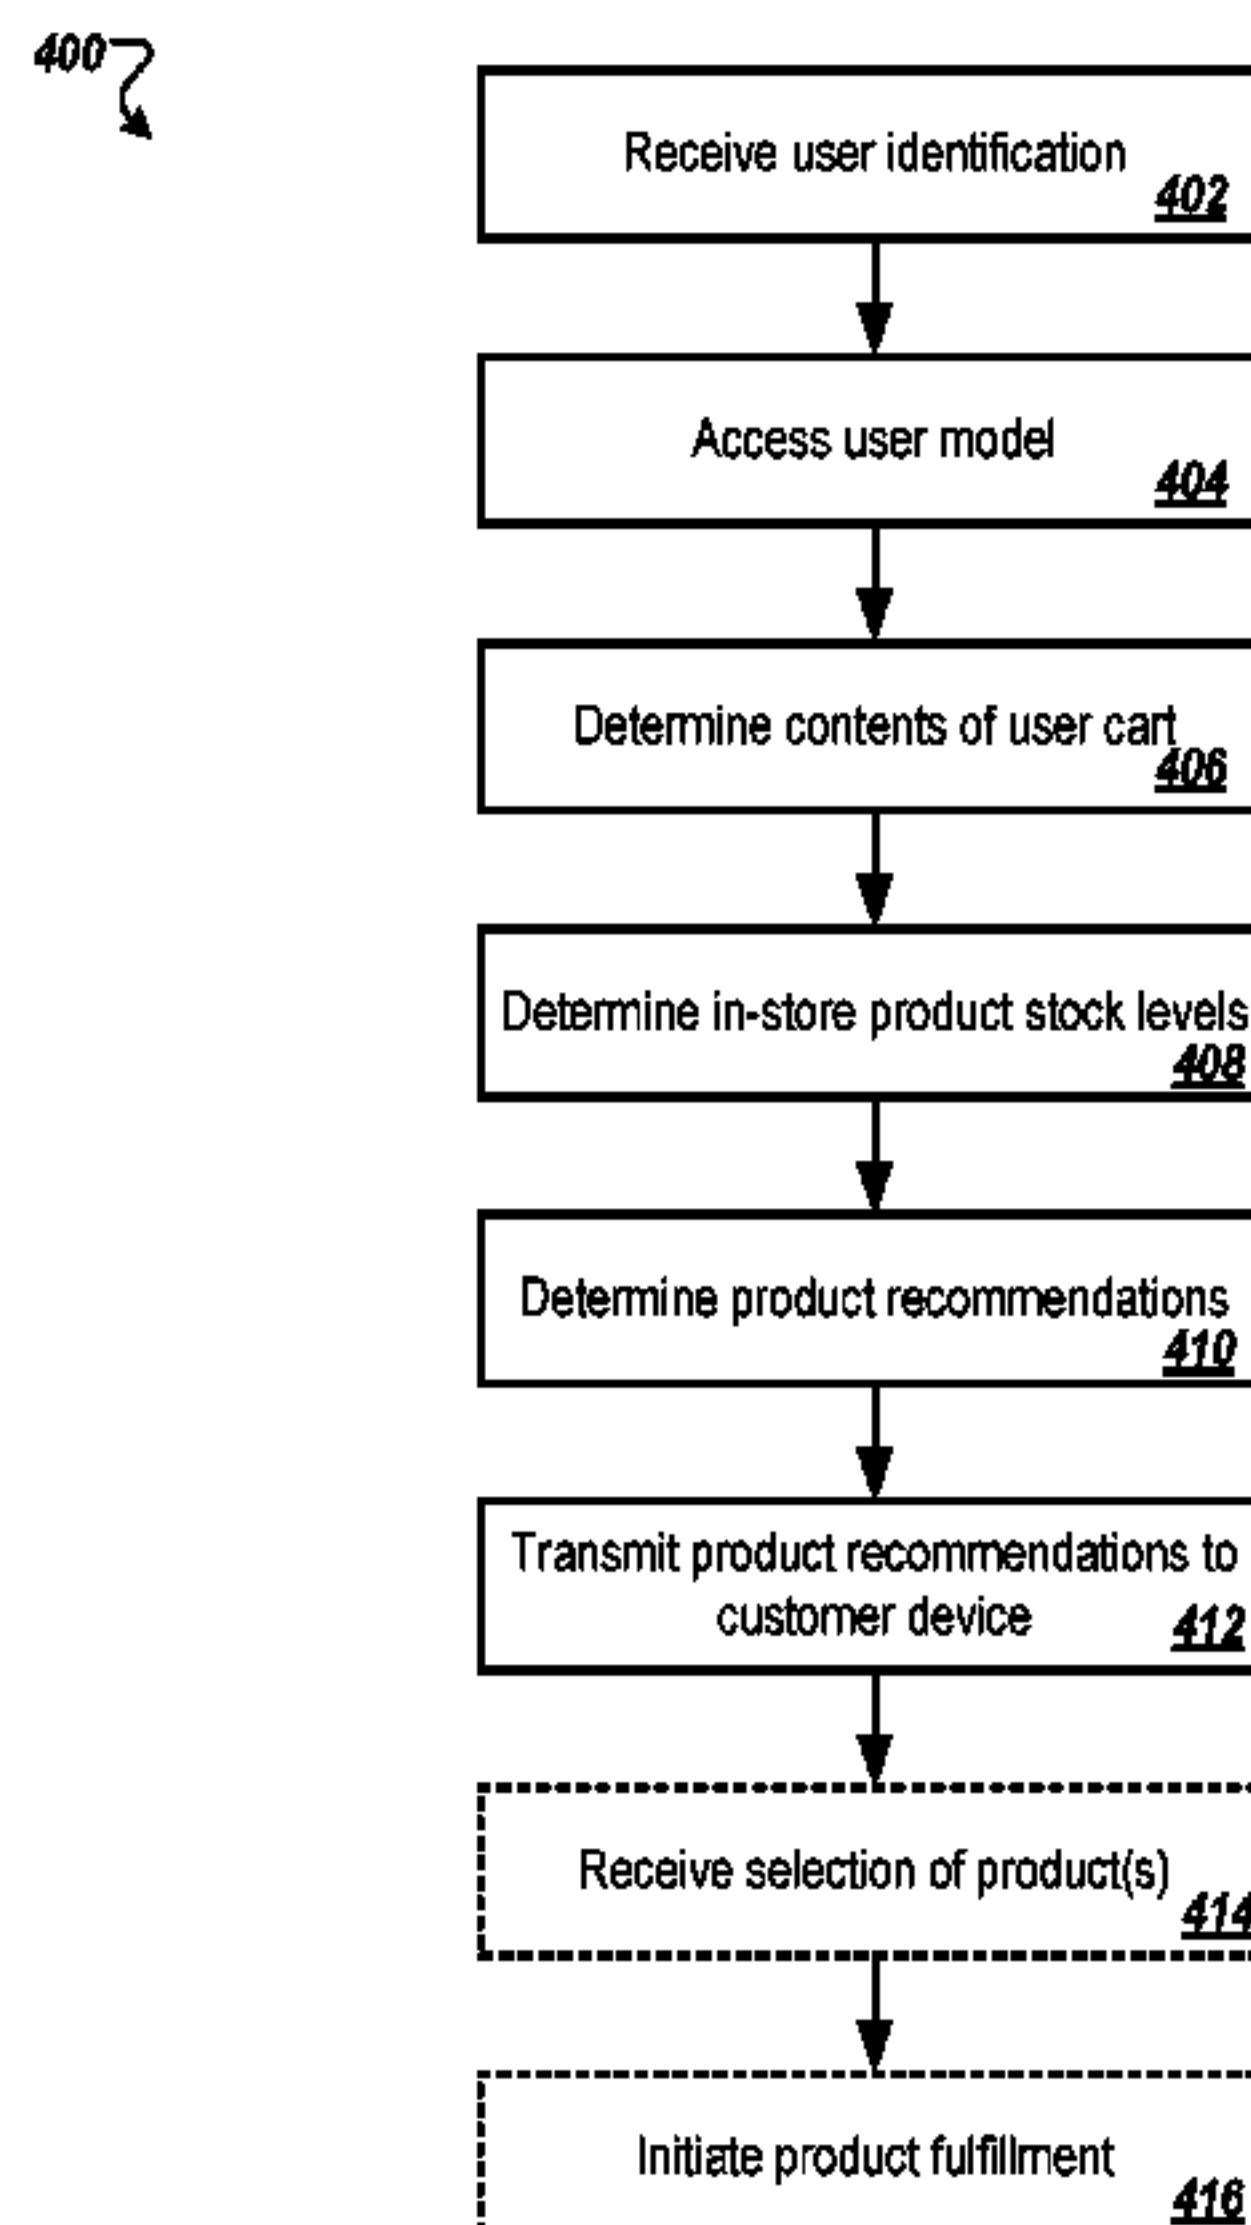 400
Receive user identification
402
Access user model
404
Determine contents of user cart
406
Determine in-store product stock levels
408
Determine product recommendations
410
Transmit product recommendations to
customer device
412
Receive selection of product(s)
414
Initiate product fulfillment
416